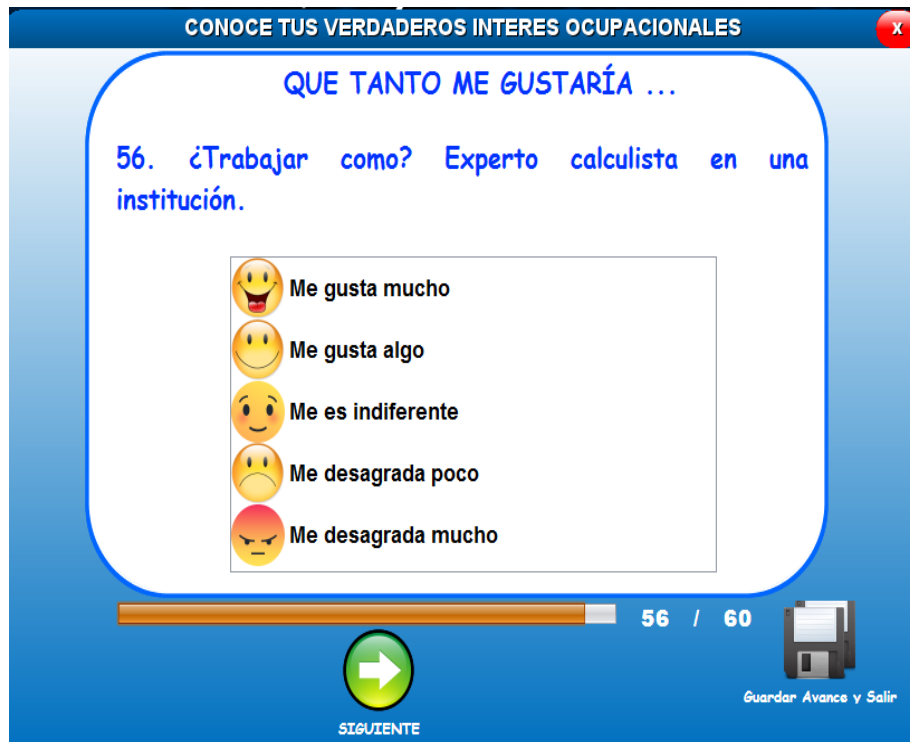 CONOCE TUS VERDADEROS INTERES OCUPACIONALES
X
QUE TANTO ME GUSTARÍA ...
56. ¿Trabajar como? Experto calculista en una
institución.
Me gusta mucho
Me gusta algo
Me es indiferente
Me desagrada poco
Me desagrada mucho
56 / 60
Guardar Avance y Salir
SIGUIENTE